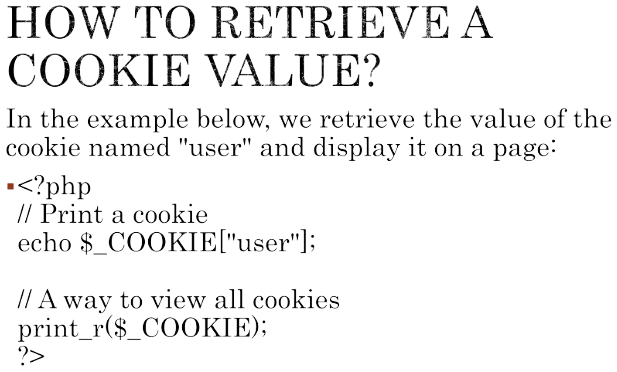 HOW TO RETRIEVE A
COOKIE VALUE?
In the example below, we retrieve the value of the
cookie named "user" and display it on a page:
<?php
// Print a cookie
echo $_COOKIE["user"];
// A way to view all cookies
print_r($_COOKIE);
?>